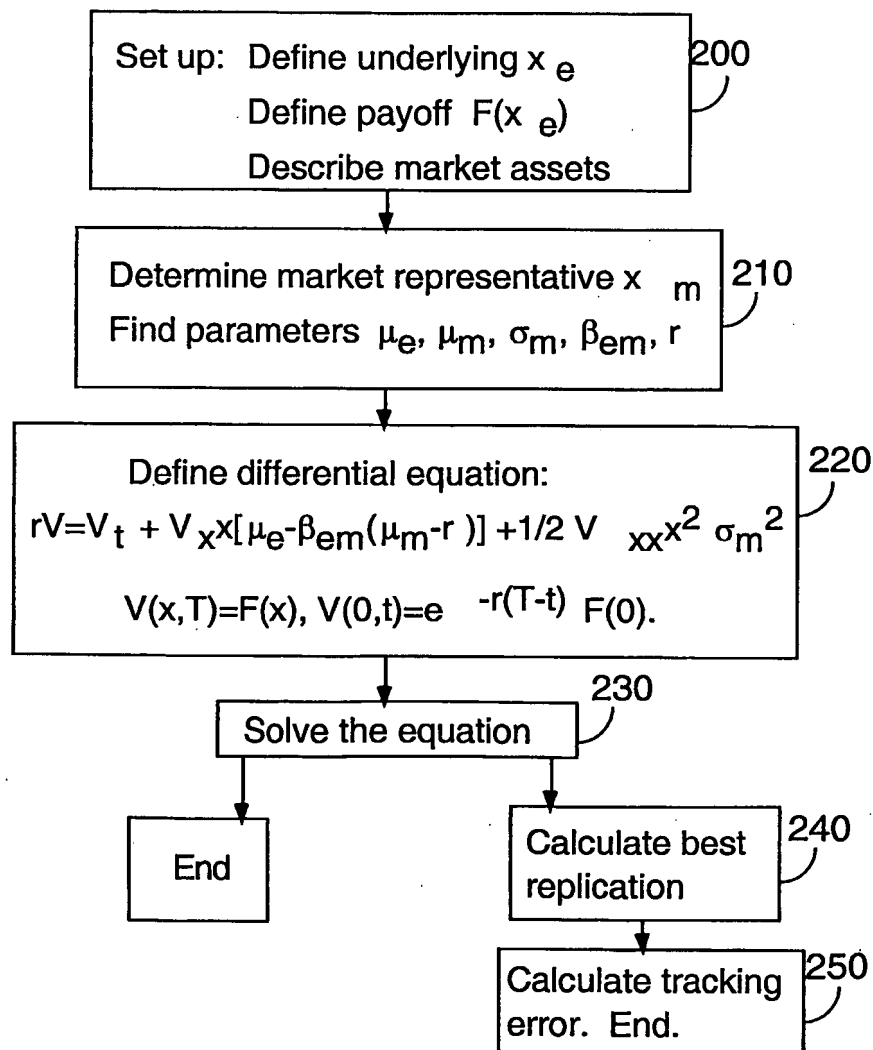 Set up: Define underlying x e
Define payoff F(x e)
Describe market assets
200
Determine market representative x m
Find parameters μe, μm, σm, βem, r
210
Define differential equation:
rV=Vt + Vxx[μe-βem(μm-r )] +1/2 V xxx² σm²
V(x,T)=F(x), V(0,t)=e -r(T-t) F(0).
220
Solve the equation
230
End
Calculate best
replication
240
Calculate tracking
error. End.
250